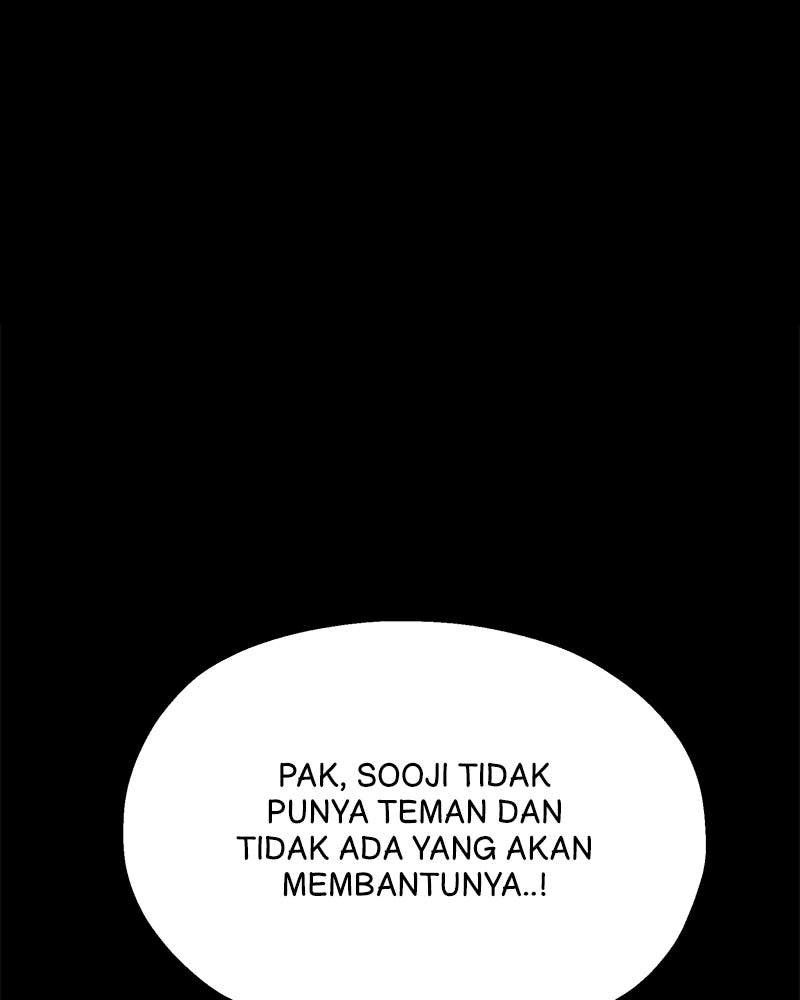 PAK, SOOJI TIDAK
PUNYA TEMAN DAN
TIDAK ADA YANG AKAN
MEMBANTUNYA..!